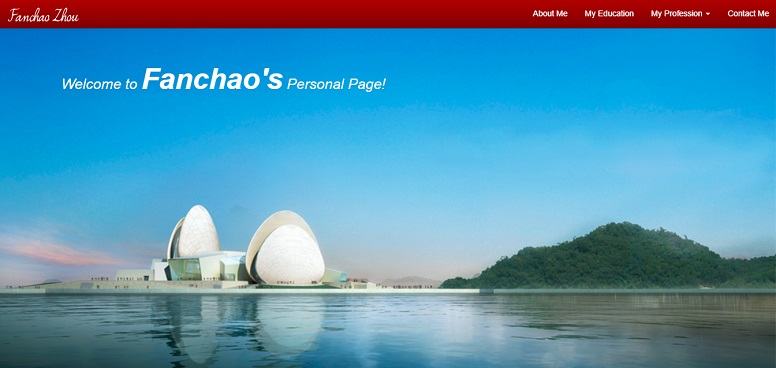 Fanchao Zhou
About Me
My Education
My Profession
Contact Me
Welcome to Fanchao's Personal Page!